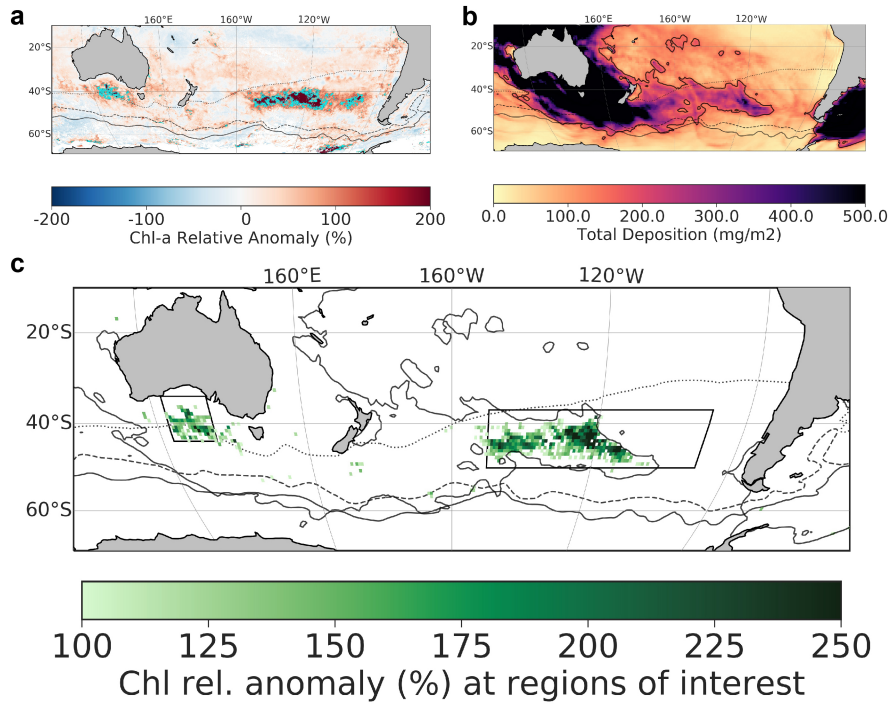 a
160°E 160°W 120°W
20°S
40°S
60°S
-200 -100 0 100 200
Chl-a Relative Anomaly (%)
b
160°E 160°W 120°W
20°S
40°S
60°S
0.0 100.0 200.0 300.0 400.0 500.0
Total Deposition (mg/m2)
c
160°E 160°W 120°W
20°S
40°S
60°S
100 125 150 175 200 225 250
Chl rel. anomaly (%) at regions of interest